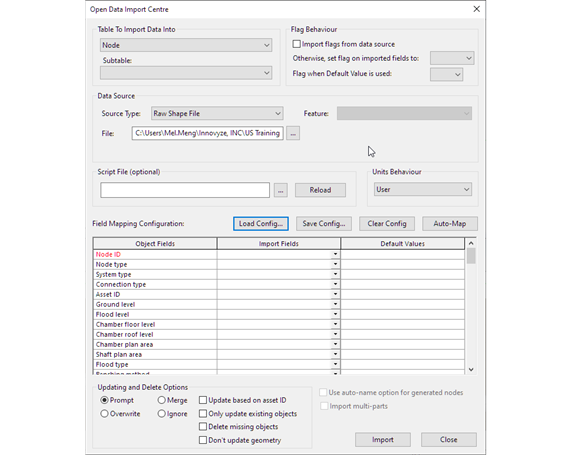 Open Data Import Centre
Table To Import Data Into
Node
Subtable:
Flag Behaviour
Import flags from data source
Otherwise, set flag on imported fields to:
Flag when Default Value is used:
Data Source
Source Type: Raw Shape File Feature:
File: C:\Users\Mel.Meng\Innovyze, INC\US Training ...
Script File (optional)
... Reload
Units Behaviour
User
Field Mapping Configuration: Load Config... Save Config... Clear Config Auto-Map
Object Fields Import Fields Default Values
Node ID
Node type
System type
Connection type
Asset ID
Ground level
Flood level
Chamber floor level
Chamber roof level
Chamber plan area
Shaft plan area
Flood type
Benching method
Updating and Delete Options
Prompt Merge Update based on asset ID
Overwrite Ignore Only update existing objects
Delete missing objects
Don't update geometry
Use auto-name option for generated nodes
Import multi-parts
Import Close